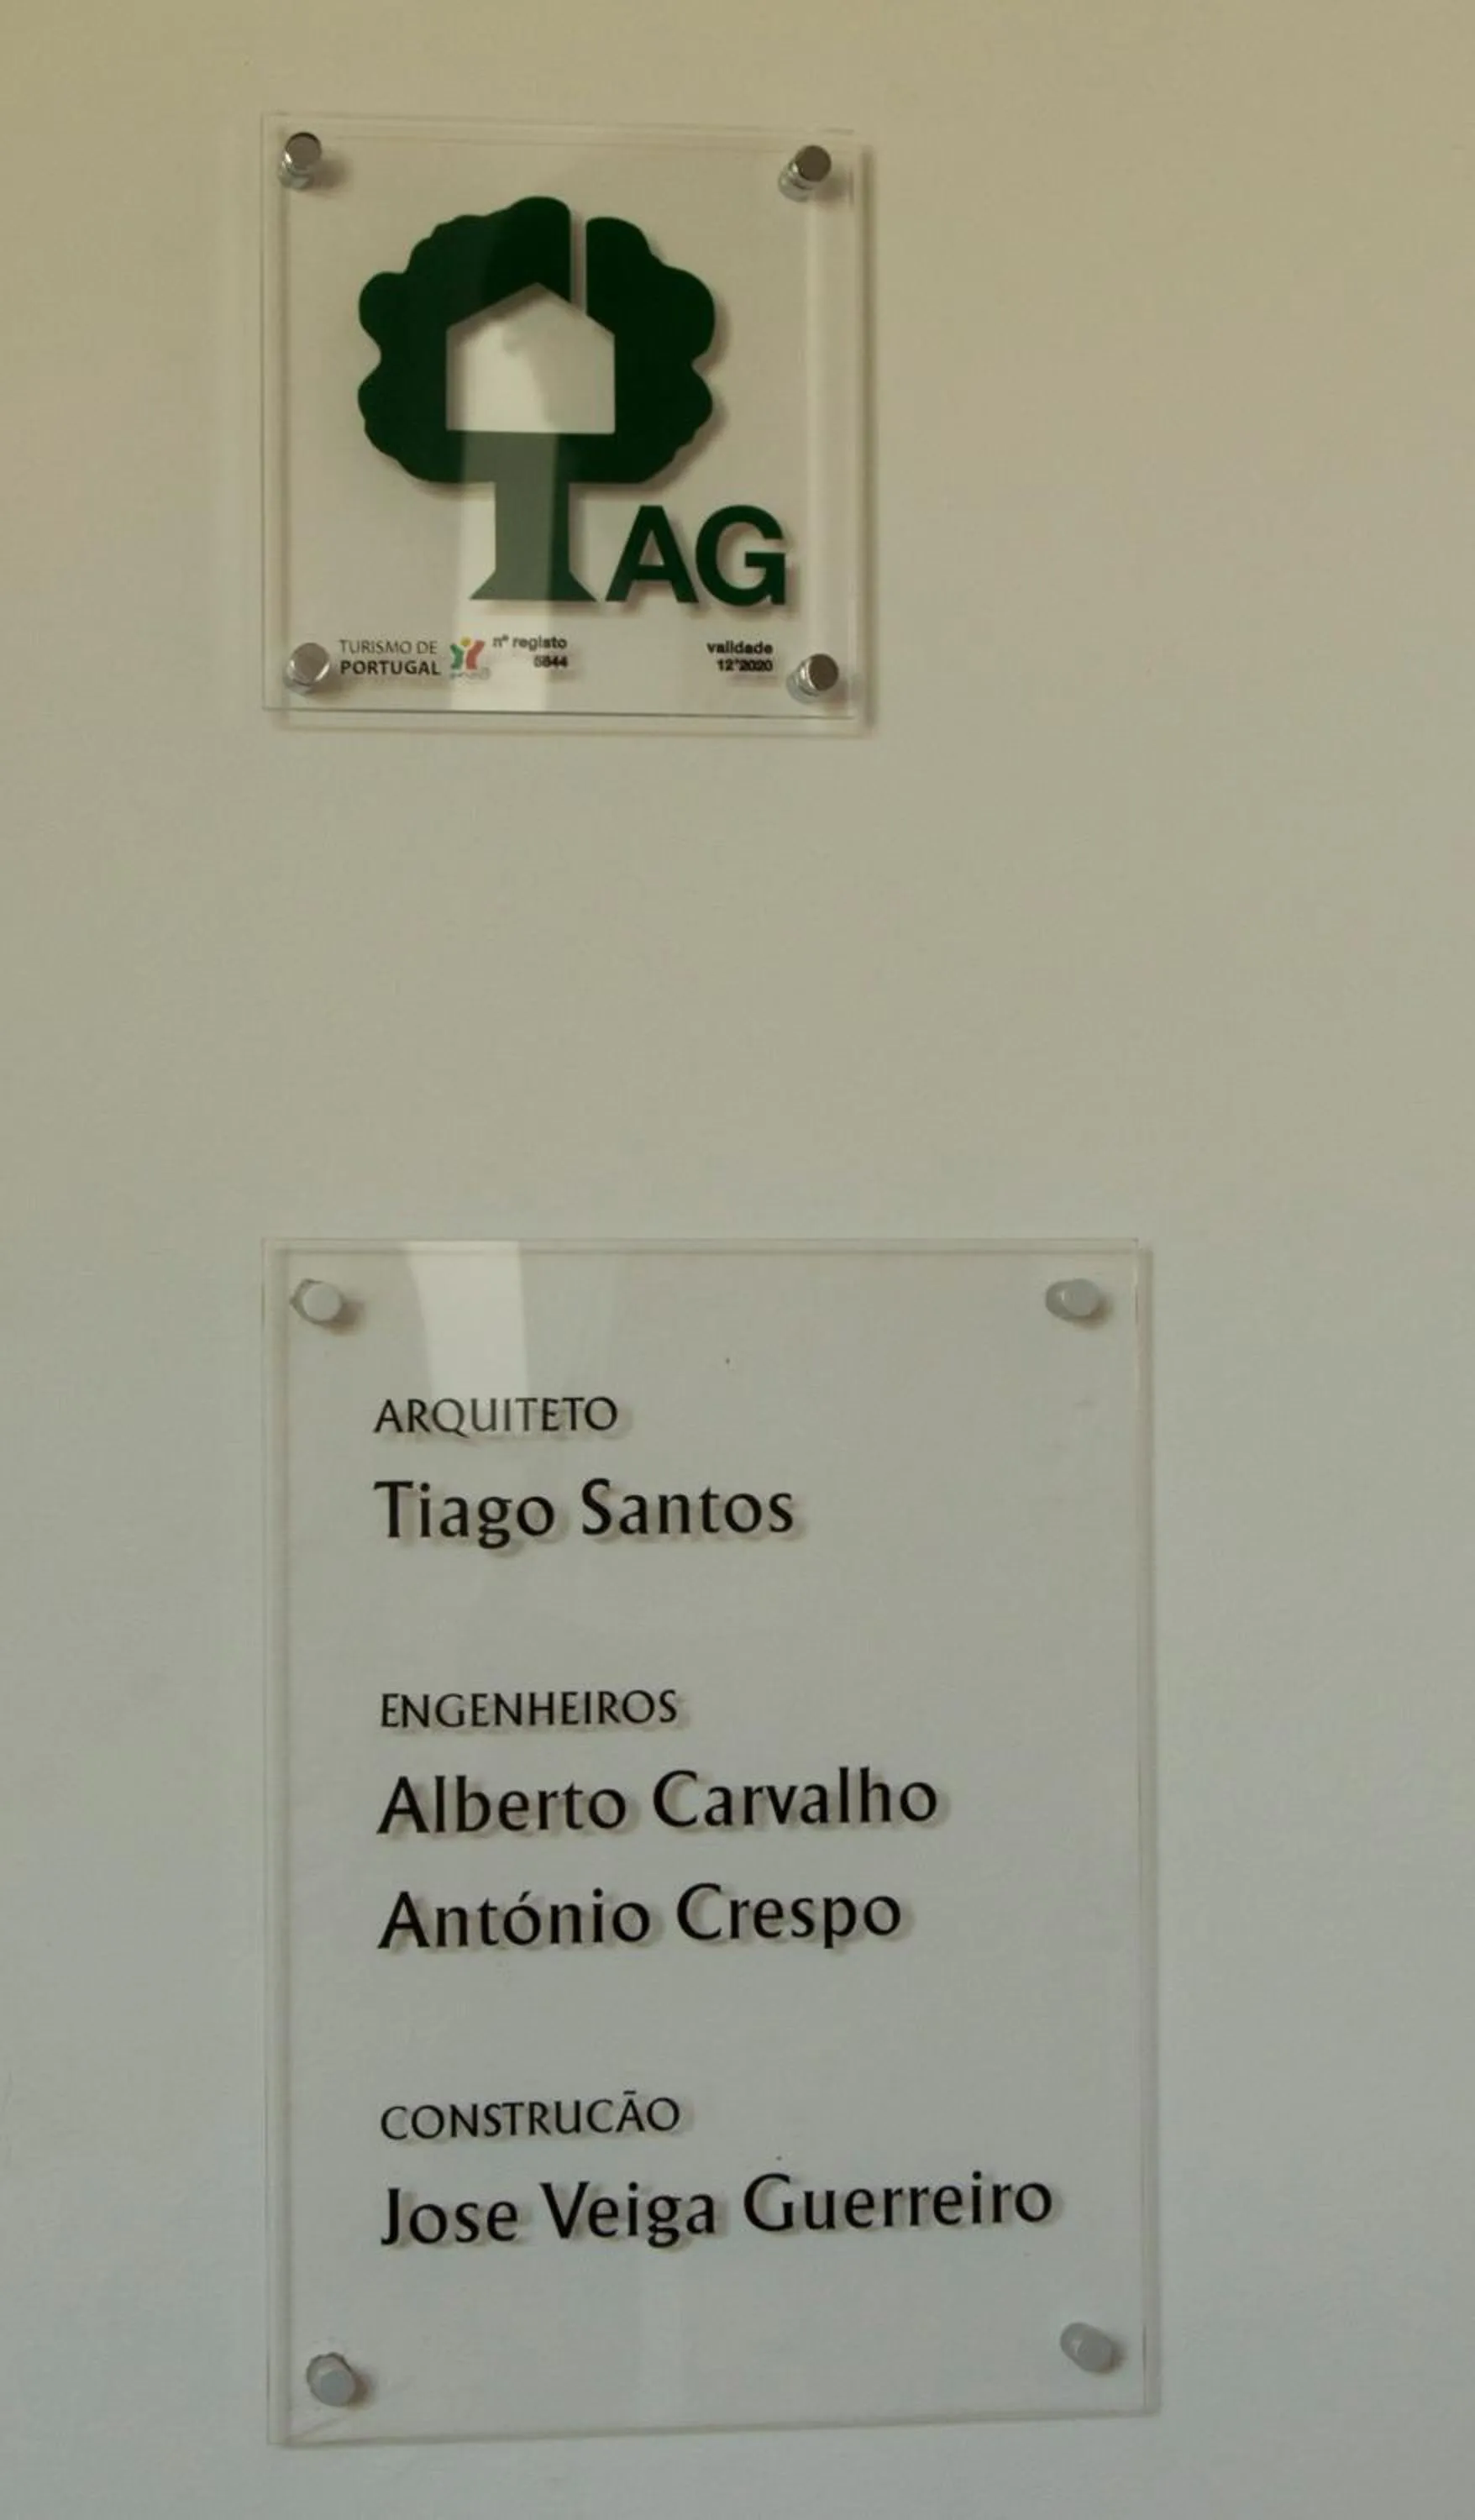 AG
TURISMO DE
PORTUGAL
nº registo
5844
validade
12'2020
ARQUITETO
Tiago Santos
ENGENHEIROS
Alberto Carvalho
António Crespo
CONSTRUCÃO
Jose Veiga Guerreiro